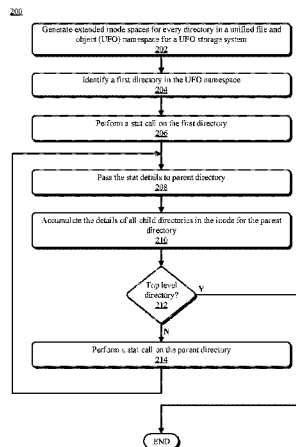 200
Generate extended inode spaces for every directory in a unified file and
object (UFO) namespace for a UFO storage system
202
Identify a first directory in the UFO namespace
204
Perform a stat call on the first directory
206
Pass the stat details to parent directory
208
Accumulate the details of all child directories in the inode for the parent
directory
210
Top level
directory?
212
Y
N
Perform a stat call on the parent directory
214
END